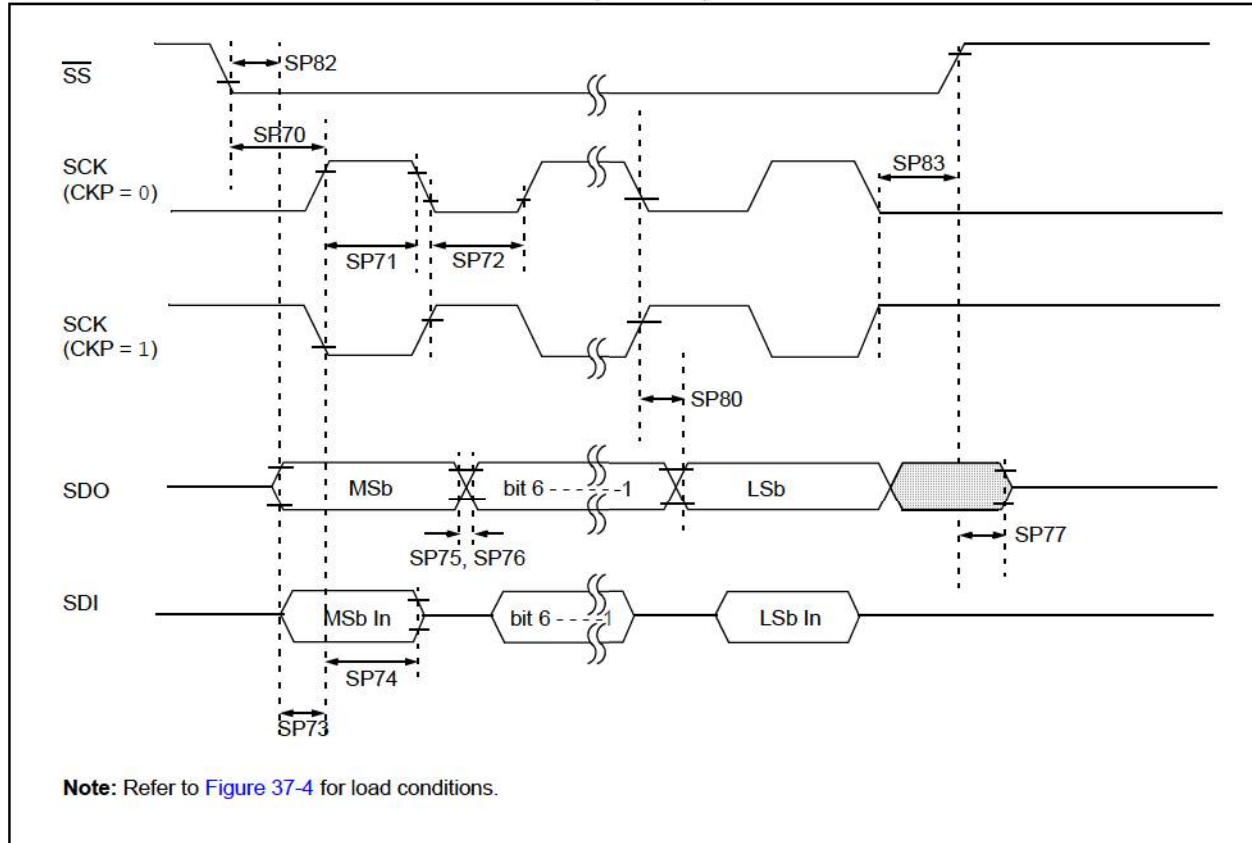 SS
SP82
SP70
SCK
(CKP = 0)
SP83
SP71
SP72
SCK
(CKP = 1)
SP80
SDO
MSb
bit 6 - - - - - -1
LSb
SP75, SP76
SP77
SDI
MSb In
bit 6 - - - -1
LSb In
SP74
SP73
Note: Refer to Figure 37-4 for load conditions.